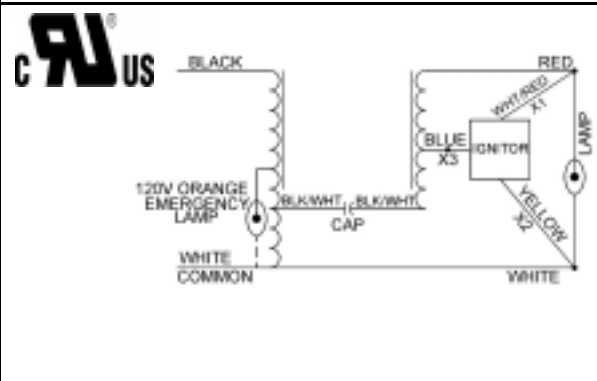 c RU ® US
BLACK
RED
WHT/RED
X1
LAMP
BLUE
X3
IGNITOR
120V ORANGE
EMERGENCY
LAMP
BLK/WHT
BLK/WHT
CAP
YELLOW
X2
WHITE
COMMON
WHITE